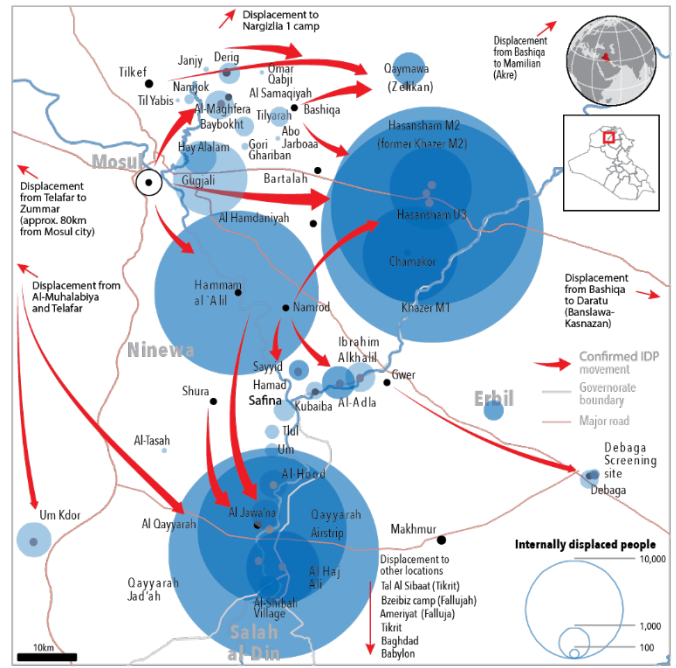 Displacement to
Nargizlia 1 camp
Displacement
from Bashiqa
to Mamilian
(Akre)
Janjy
Derig
Omar
Qabji
Tilkef
Qaymawa
(Zelikan)
Nannok
Til Yabis
Al Samaqiyah
Al-Maghfera
Tilyarah
Bashiqa
Baybokht
Abo
Jarboaa
Hasansham M2
(former Khazer M2)
Hay Alalam
Gori
Ghariban
Mosul
Gugjali
Bartalah
Displacement
from Telafar to
Zummar
(approx. 80km
from Mosul city)
Al Hamdaniyah
Hasansham U3
Chamakor
Displacement from
Al-Muhalabiya
and Telafar
Hammam
al `Alil
Namrod
Khazer M1
Displacement
from Bashiqa
to Daratu
(Banslawa-
Kasnazan)
Ninewa
Ibrahim
Alkhalil
Sayyid
Hamad
Gwer
Confirmed IDP
movement
Governorate
boundary
Major road
Shura
Safina
Kubaiba
Al-Adla
Erbil
Tlul
Al-Tasah
Um
Debaga
Screening
site
Al-Hood
Debaga
Um Kdor
Al Qayyarah
Al Jawa'na
Qayyarah
Airstrip
Makhmur
Internally displaced people
10,000
1,000
100
Qayyarah
Jad'ah
Al Haj
Ali
Al-Shibali
Village
Displacement to
other locations
Tal Al Sibaat (Tikrit)
Bzeibiz camp (Fallujah)
Ameriyat (Falluja)
Tikrit
Baghdad
Babylon
Salah
al Din
10km